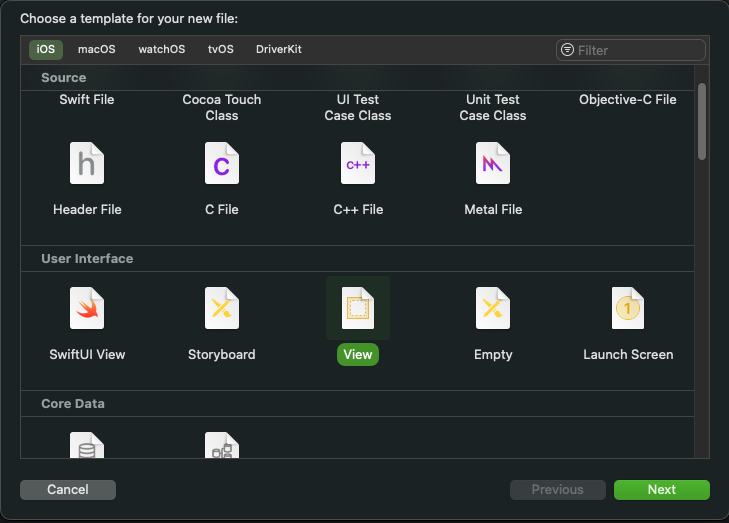 Choose a template for your new file:
iOS macOS watchOS tvOS DriverKit Filter
Source
Swift File
Cocoa Touch
Class
UI Test
Case Class
Unit Test
Case Class
Objective-C File
h
C
C++
Header File
C File
C++ File
Metal File
User Interface
1
SwiftUI View
Storyboard
View
Empty
Launch Screen
Core Data
Cancel
Previous
Next